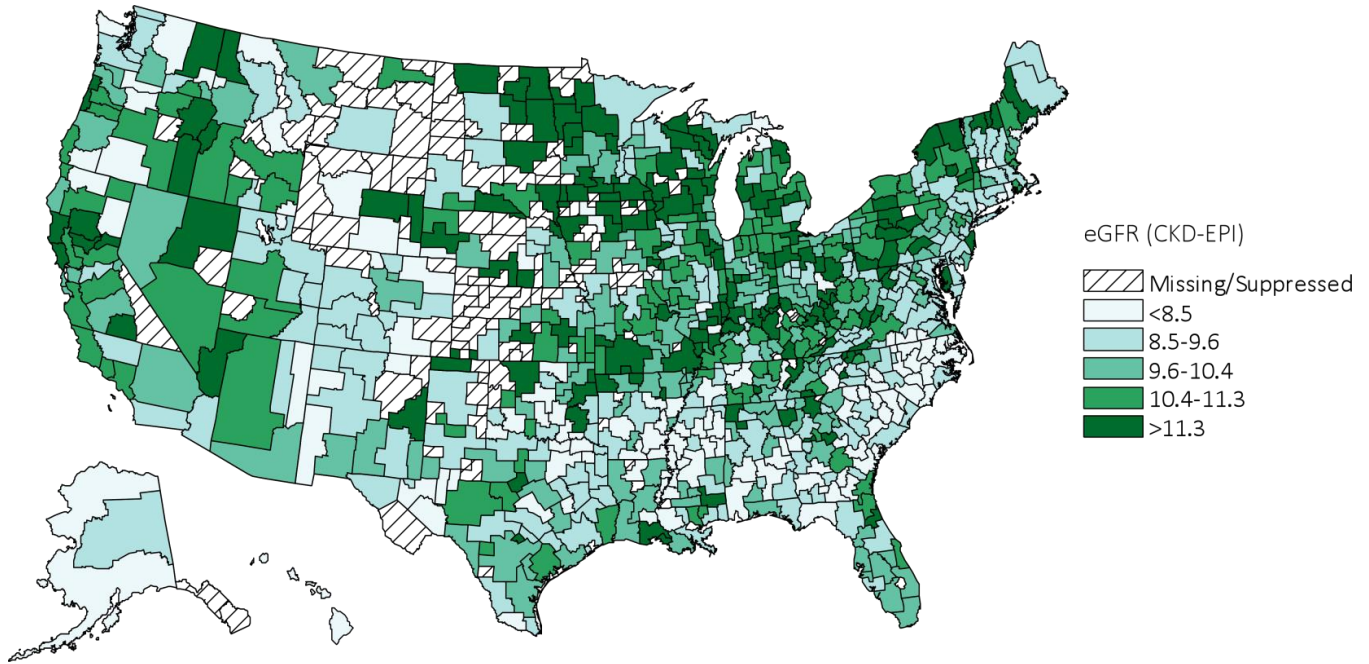 eGFR (CKD-EPI)
Missing/Suppressed
<8.5
8.5-9.6
9.6-10.4
10.4-11.3
>11.3